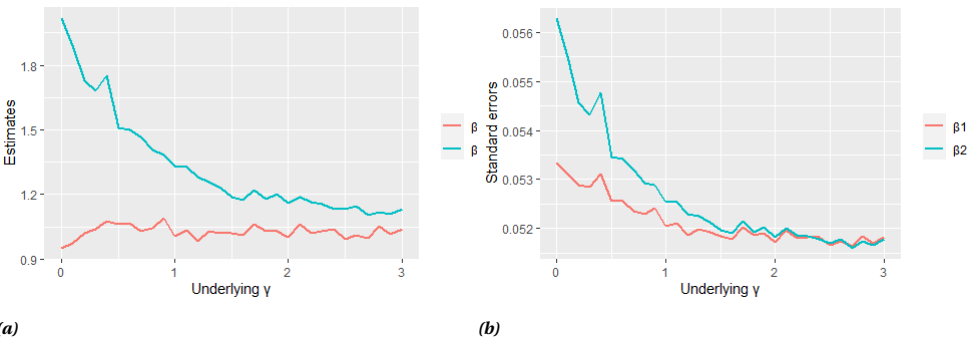 1.8
1.5
1.2
0.9
Estimates
0
1
2
3
Underlying γ
β
β
0.056
0.055
0.054
0.053
0.052
Standard errors
0
1
2
3
Underlying γ
β1
β2
(a)
(b)